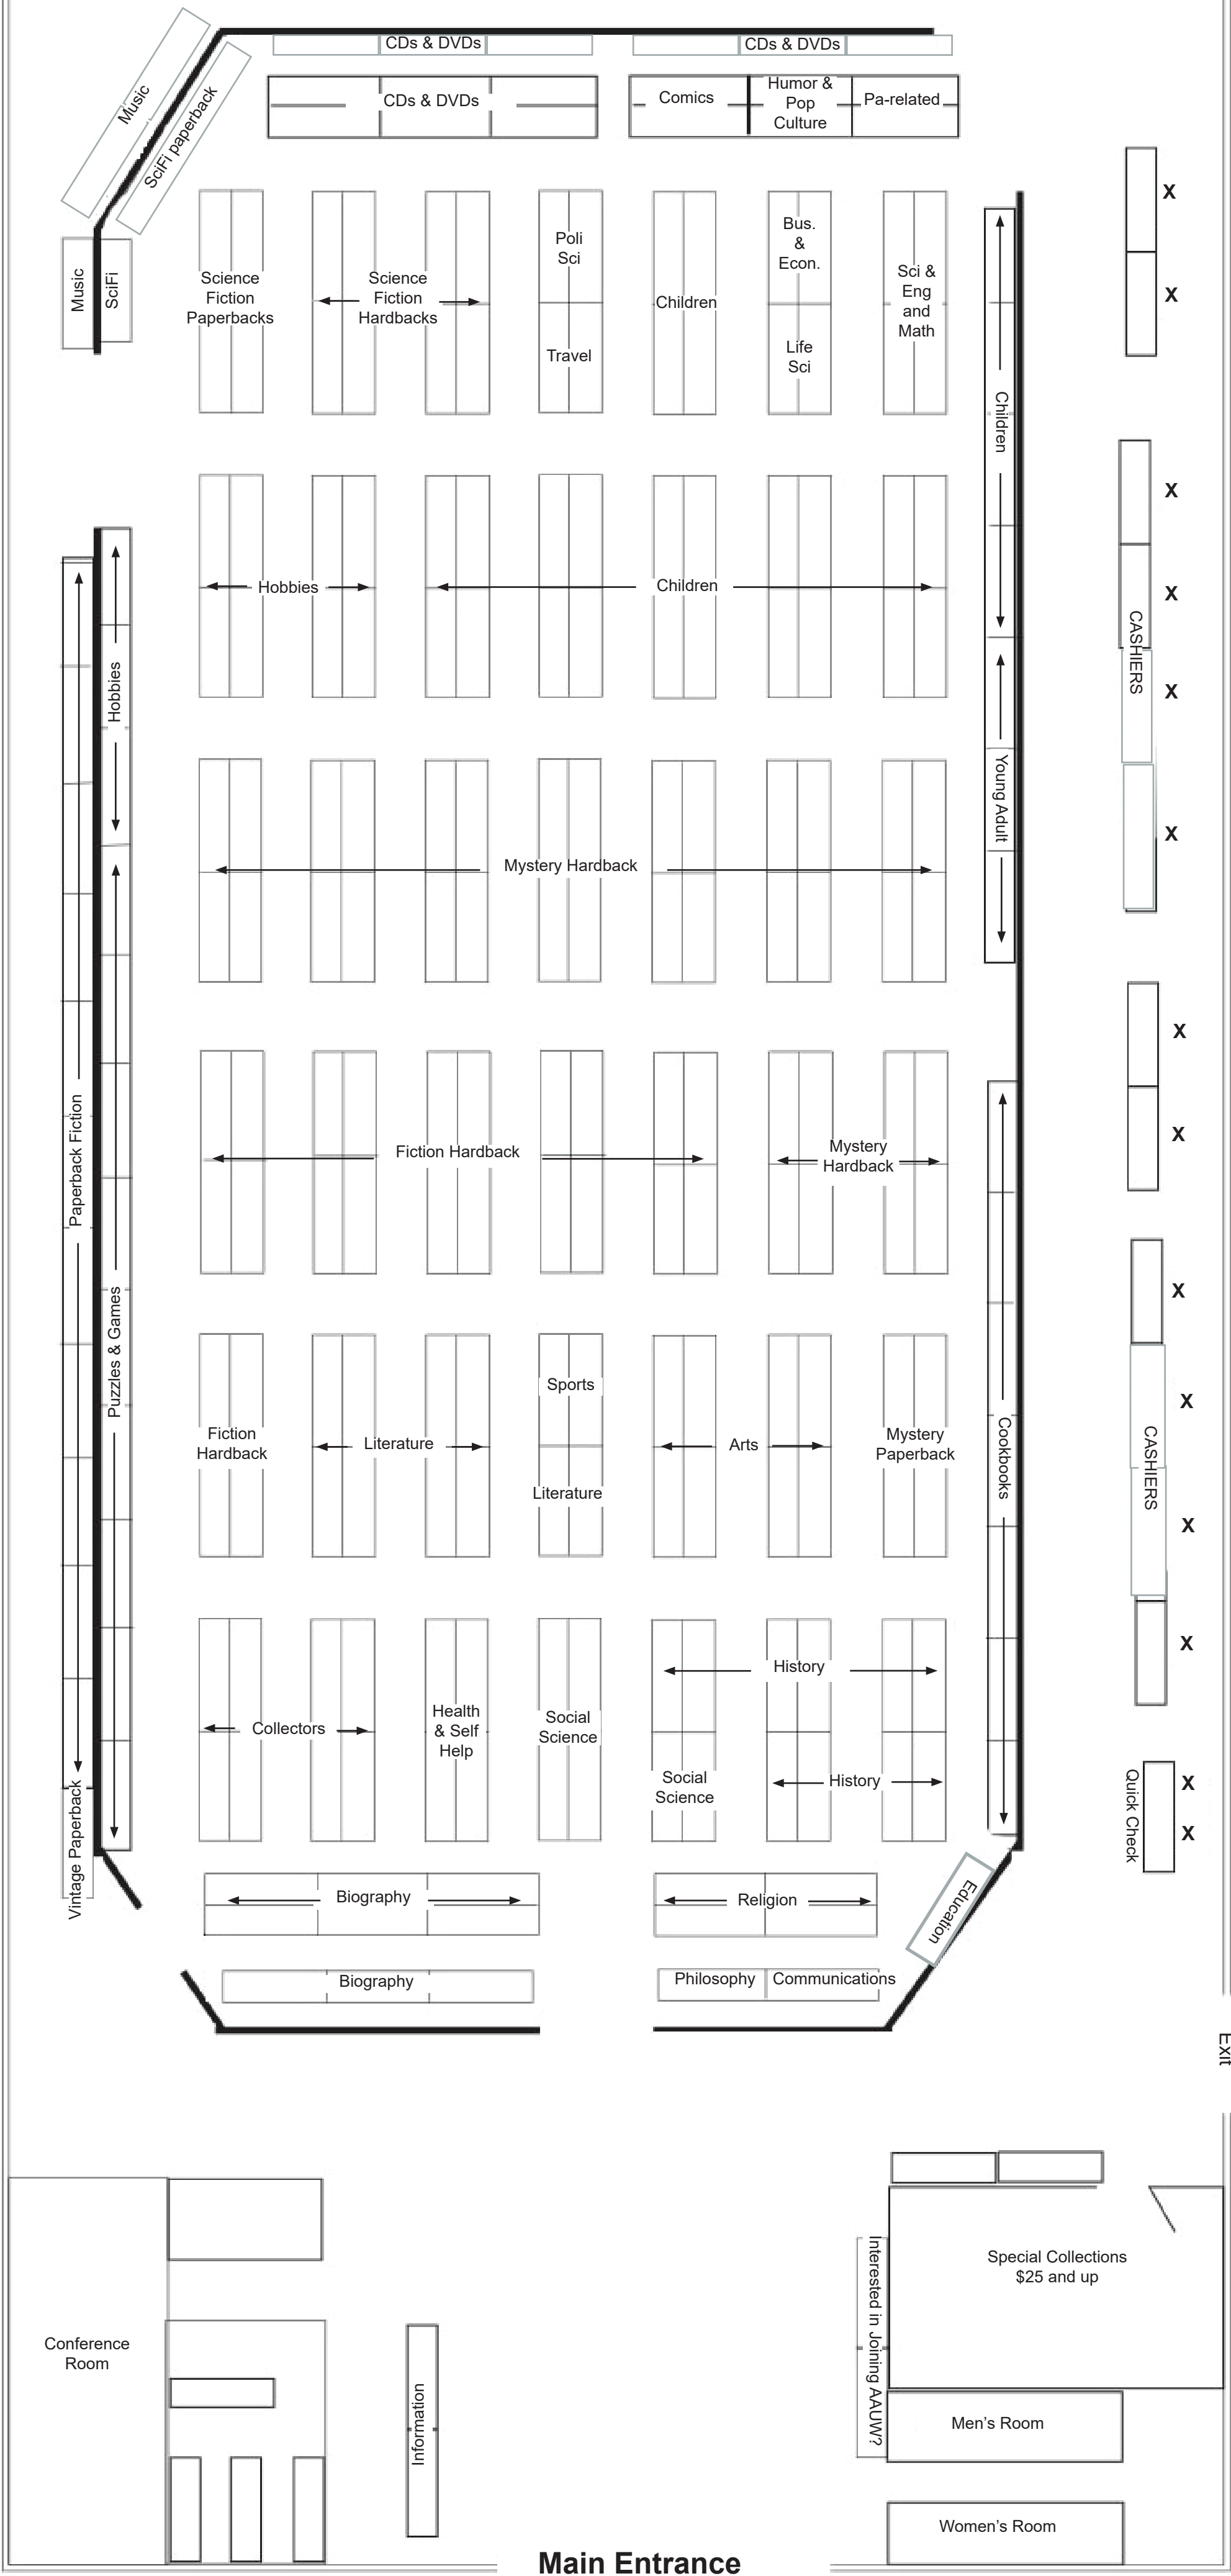 CDs & DVDs
CDs & DVDs
Music
SciFi paperback
CDs & DVDs
Comics
Humor &
Pop
Culture
Pa-related
X
Music
SciFi
Science
Fiction
Paperbacks
Science
Fiction
Hardbacks
Poli
Sci
Travel
Children
Bus.
&
Econ.
Life
Sci
Sci &
Eng
and
Math
Children
X
X
Hobbies
Hobbies
Children
X
CASHIERS
X
Mystery Hardback
Young Adult
X
X
Paperback Fiction
Fiction Hardback
Mystery
Hardback
X
Puzzles & Games
X
Fiction
Hardback
Literature
Sports
Literature
Arts
Mystery
Paperback
Cookbooks
X
CASHIERS
X
X
Collectors
Health
& Self
Help
Social
Science
History
Social
Science
History
Quick Check
X
X
Vintage Paperback
Biography
Religion
Education
Biography
Philosophy
Communications
Exit
Special Collections
$25 and up
Interested in Joining AAUW?
Conference
Room
Information
Men's Room
Women's Room
Main Entrance